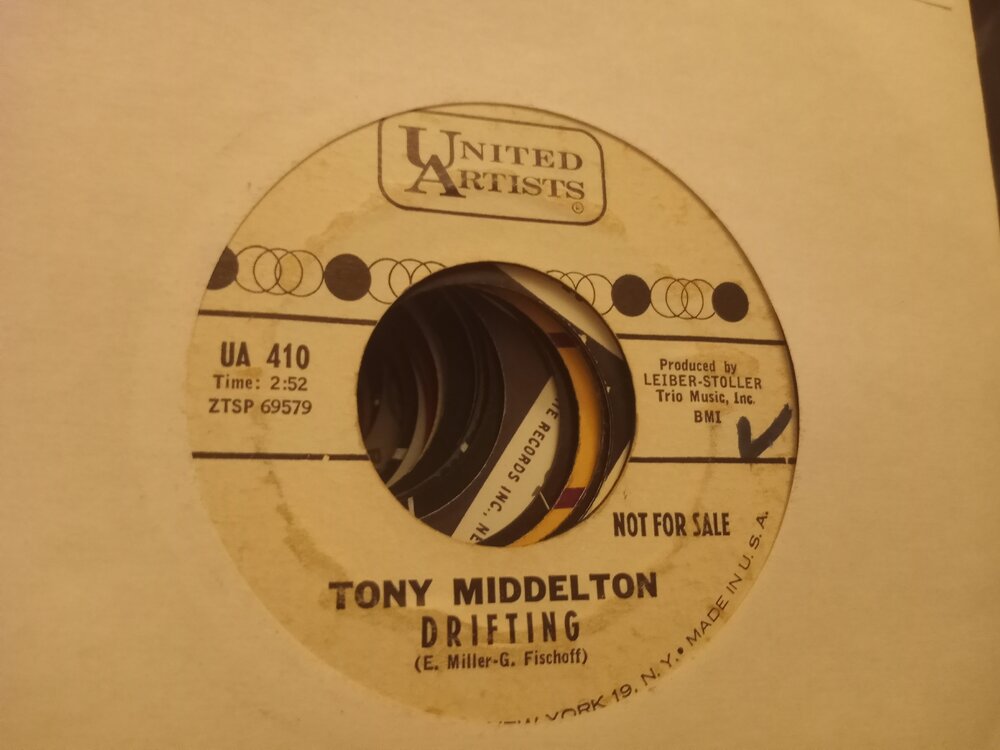 UNITED
ARTISTS
©
UA 410
Time: 2:52
ZTSP 69579
Produced by
LEIBER-STOLLER
Trio Music, Inc.
BMI
RECORDS INC.,
NOT FOR SALE
TONY MIDDELTON
DRIFTING
(E. Miller-G. Fischoff)
NEW YORK 19, N. Y. • MADE IN U. S. A.